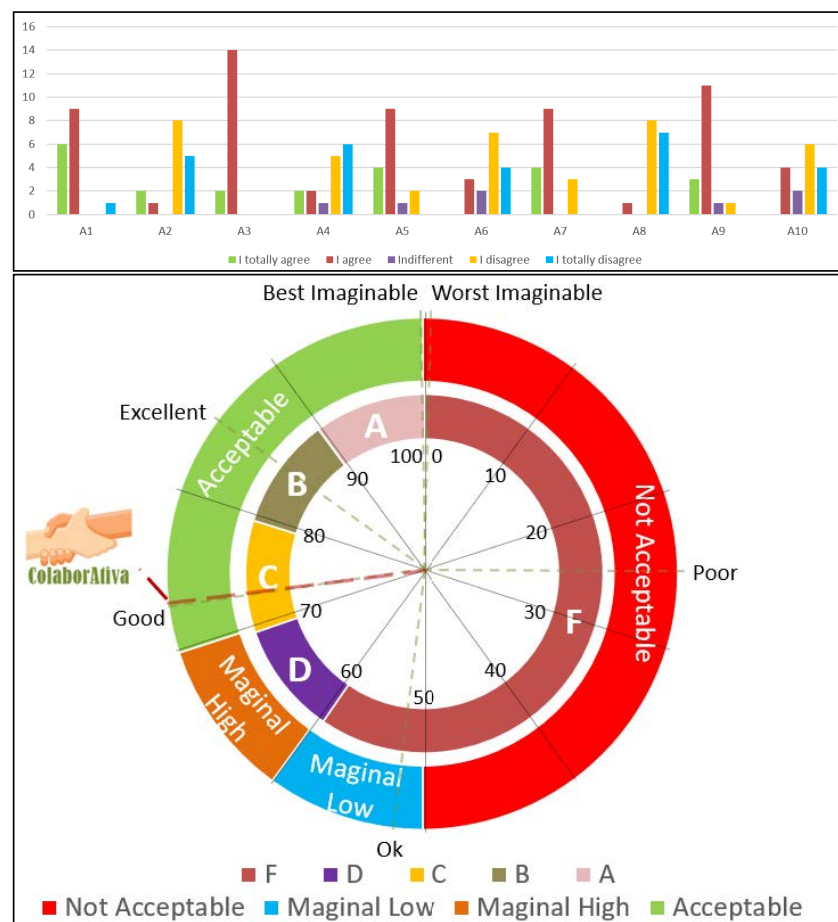 16
14
12
10
8
6
4
2
0
A1 A2 A3 A4 A5 A6 A7 A8 A9 A10
I totally agree I agree Indifferent I disagree I totally disagree
Best Imaginable Worst Imaginable
Excellent
Acceptable
A
B
100 0
90
10
80
20
ColaborAtiva
C
Not Acceptable
Poor
Good
70
30
F
D
60
40
50
Maginal
High
Maginal
Low
Ok
F D C B A
Not Acceptable Maginal Low Maginal High Acceptable